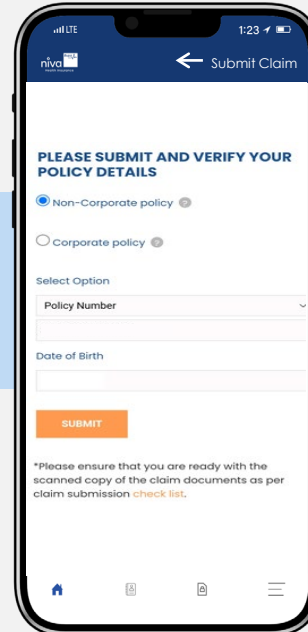 LTE
1:23
niva
Health Insurance
Submit Claim
PLEASE SUBMIT AND VERIFY YOUR
POLICY DETAILS
Non-Corporate policy ?
Corporate policy ?
Select Option
Policy Number
Date of Birth
SUBMIT
*Please ensure that you are ready with the
scanned copy of the claim documents as per
claim submission check list.